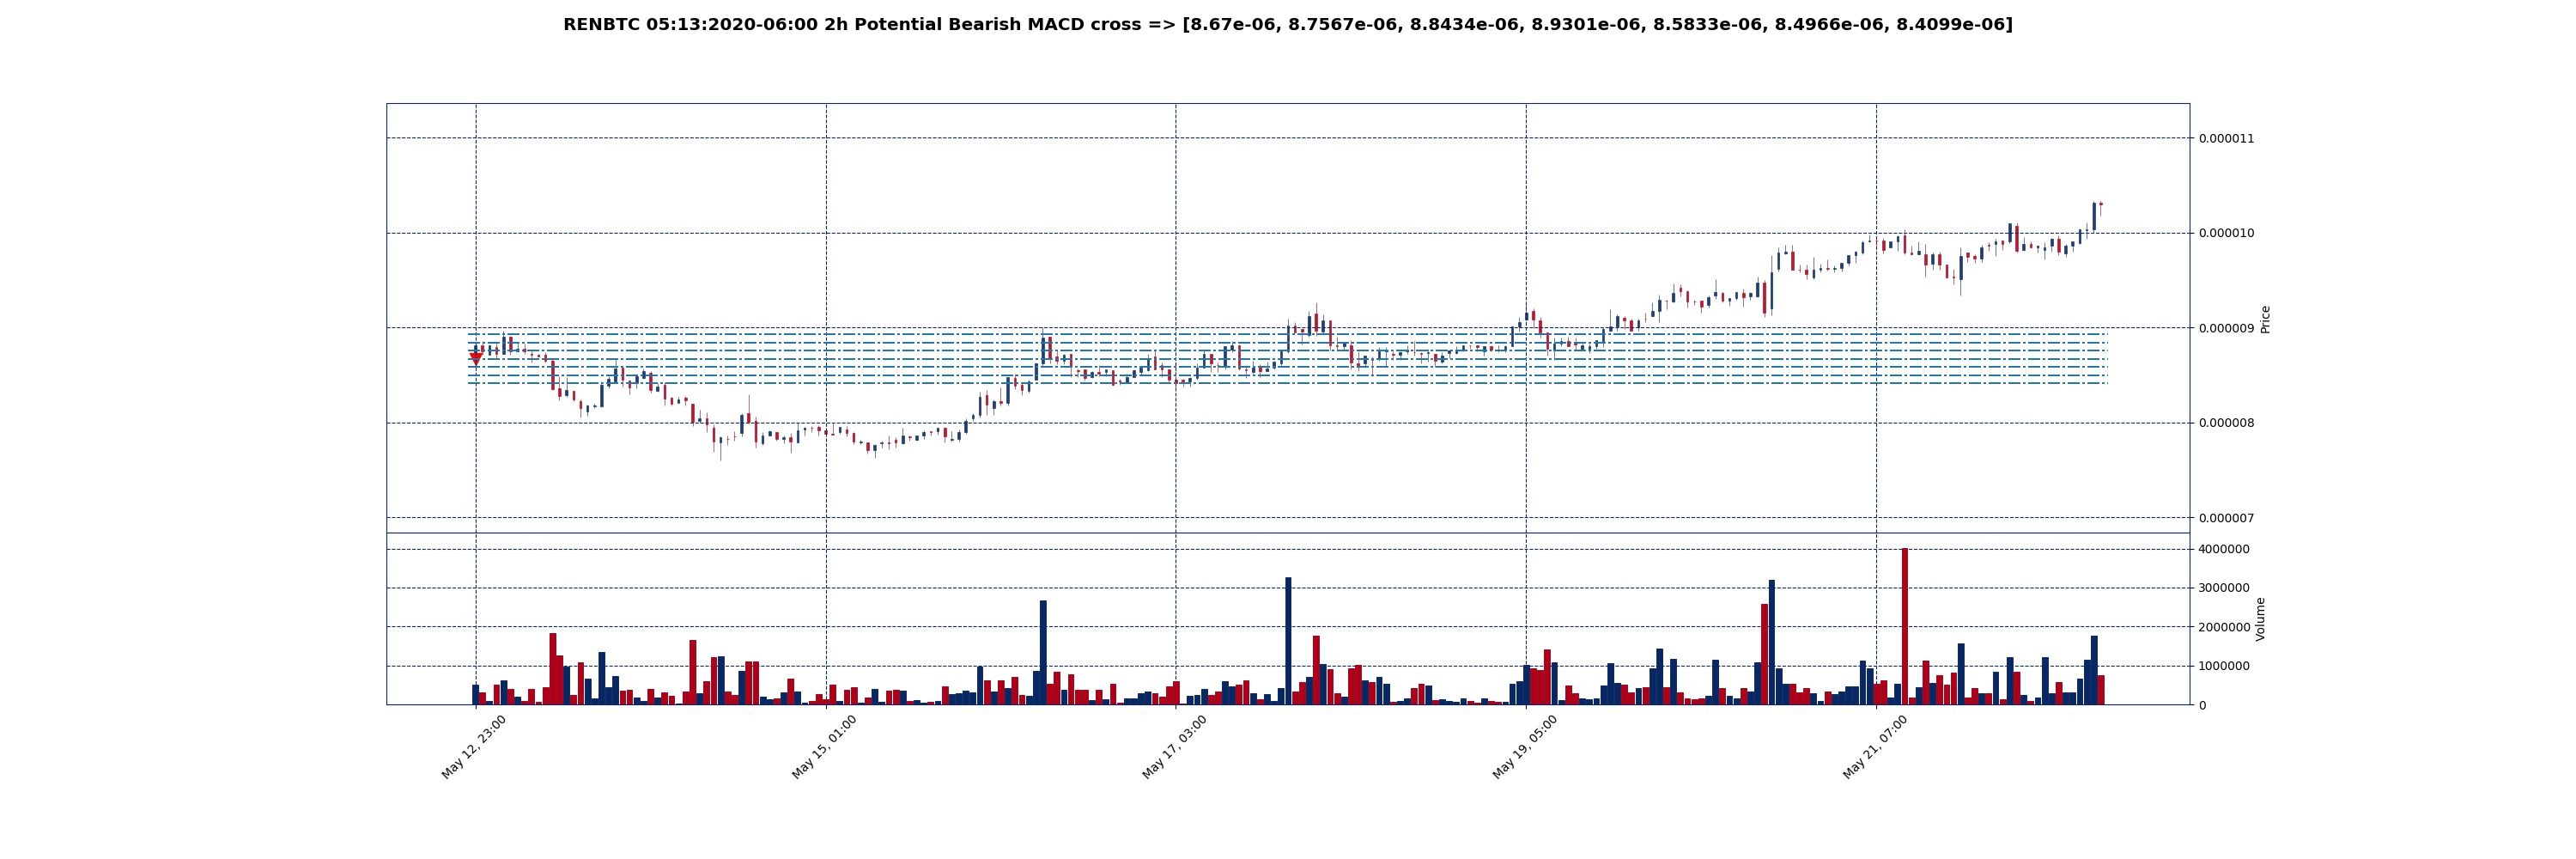 RENBTC 05:13:2020-06:00 2h Potential Bearish MACD cross => [8.67e-06, 8.7567e-06, 8.8434e-06, 8.9301e-06, 8.5833e-06, 8.4966e-06, 8.4099e-06]
0.000011
0.000010
0.000009
0.000008
0.000007
Price
4000000
3000000
2000000
1000000
0
Volume
May 12, 23:00
May 15, 01:00
May 17, 03:00
May 19, 05:00
May 21, 07:00